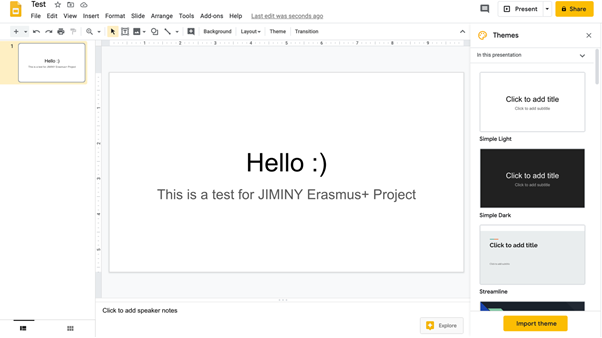 Test
File Edit View Insert Format Slide Arrange Tools Add-ons Help Last edit was seconds ago
Present
Share
Background Layout Theme Transition
1
Hello :)
This is a test for JIMINY Erasmus+ Project
Hello :)
This is a test for JIMINY Erasmus+ Project
Click to add speaker notes
Explore
Themes
In this presentation
Click to add title
Click to add subtitle
Simple Light
Click to add title
Click to add subtitle
Simple Dark
Click to add title
Streamline
Import theme